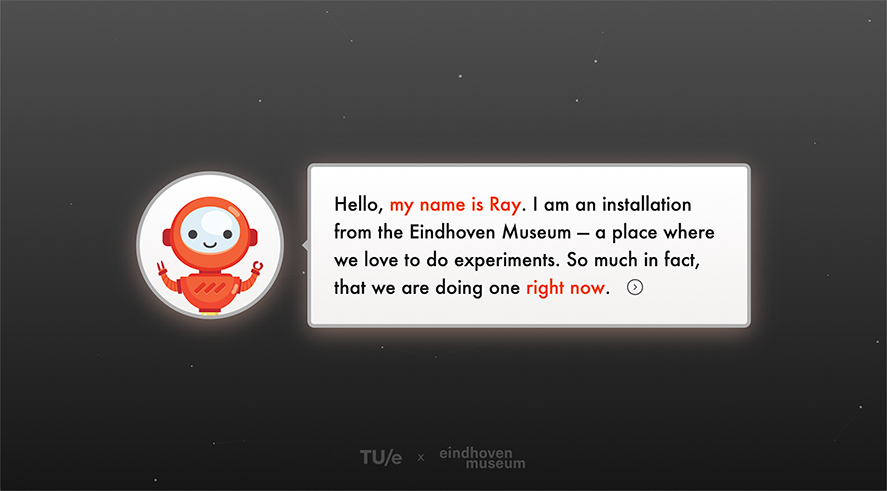 Hello, my name is Ray. I am an installation
from the Eindhoven Museum – a place where
we love to do experiments. So much in fact,
that we are doing one right now.
TU/e x eindhoven
museum